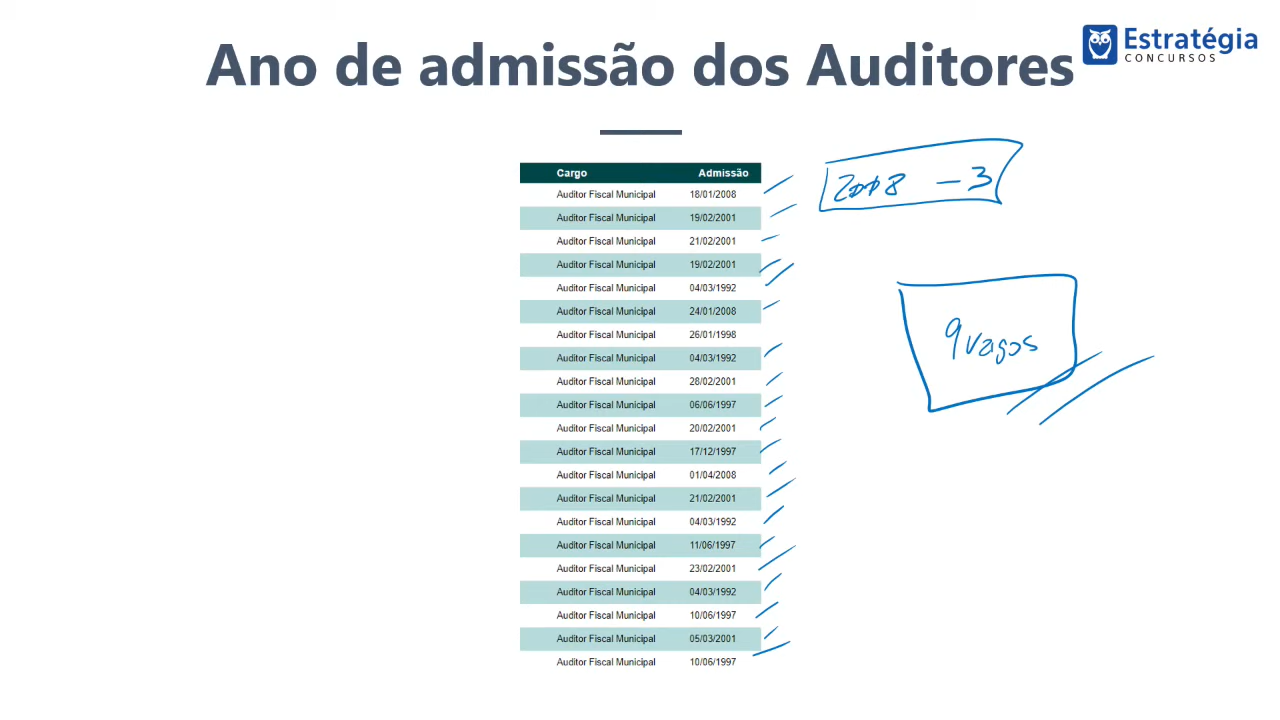 Ano de admissão dos Auditores
Estratégia
CONCURSOS
Cargo Admissão
Auditor Fiscal Municipal 18/01/2008
Auditor Fiscal Municipal 19/02/2001
Auditor Fiscal Municipal 21/02/2001
Auditor Fiscal Municipal 19/02/2001
Auditor Fiscal Municipal 04/03/1992
Auditor Fiscal Municipal 24/01/2008
Auditor Fiscal Municipal 26/01/1998
Auditor Fiscal Municipal 04/03/1992
Auditor Fiscal Municipal 28/02/2001
Auditor Fiscal Municipal 06/06/1997
Auditor Fiscal Municipal 20/02/2001
Auditor Fiscal Municipal 17/12/1997
Auditor Fiscal Municipal 01/04/2008
Auditor Fiscal Municipal 21/02/2001
Auditor Fiscal Municipal 04/03/1992
Auditor Fiscal Municipal 11/06/1997
Auditor Fiscal Municipal 23/02/2001
Auditor Fiscal Municipal 04/03/1992
Auditor Fiscal Municipal 10/06/1997
Auditor Fiscal Municipal 05/03/2001
Auditor Fiscal Municipal 10/06/1997
2008 - 3
9 vagas